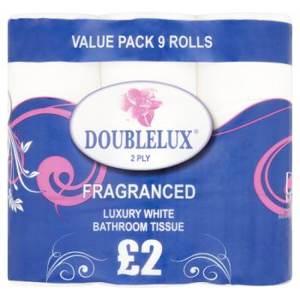 VALUE PACK 9 ROLLS
DOUBLELUX®
2 PLY
FRAGRANCED
LUXURY WHITE
BATHROOM TISSUE
£2